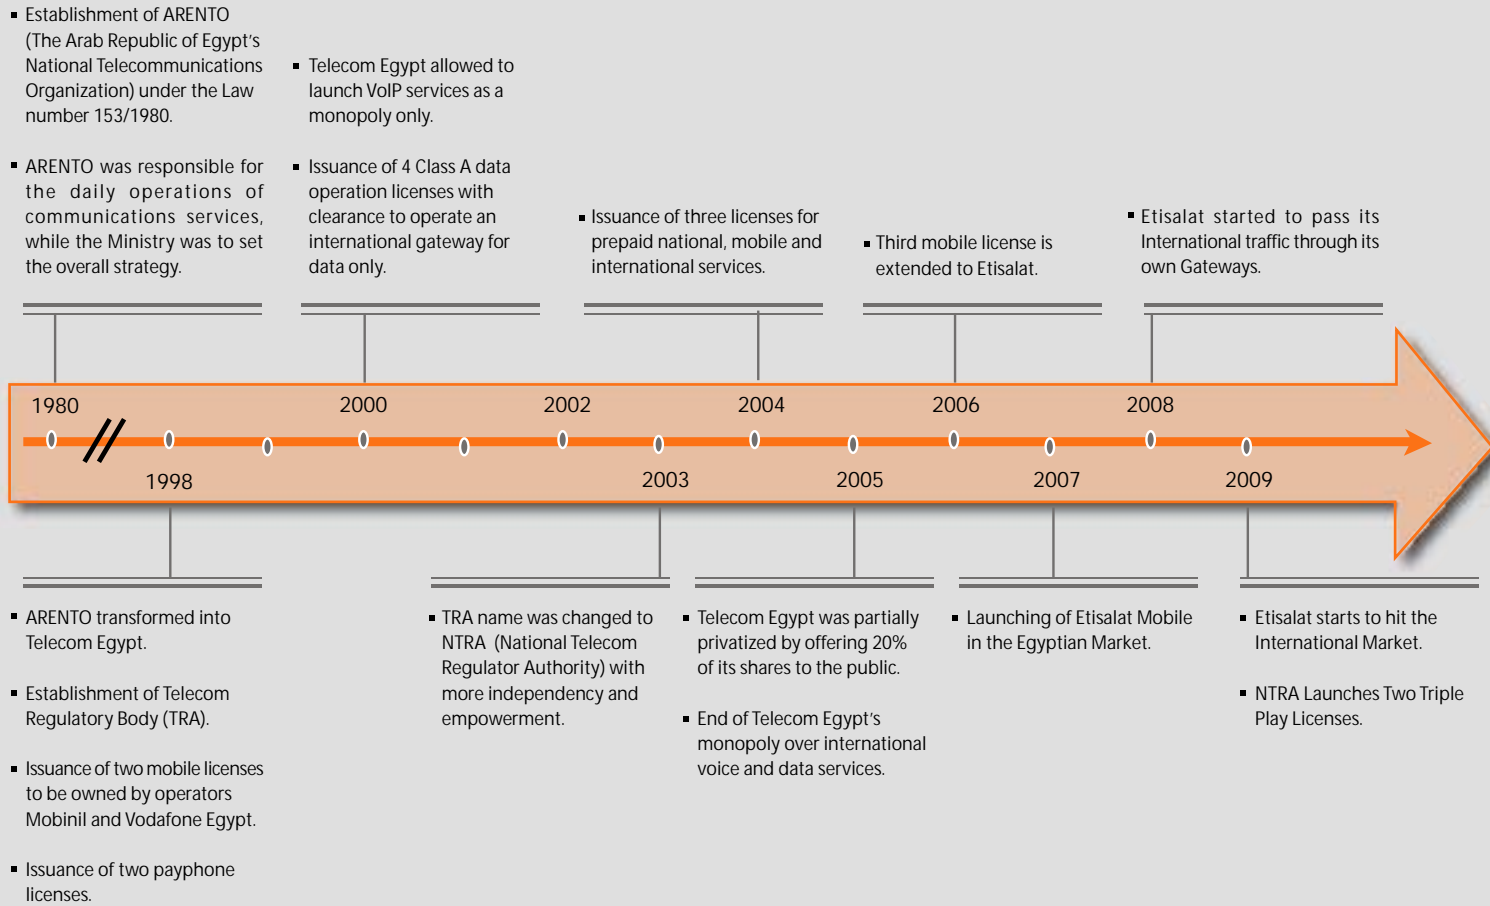 ▪ Establishment of ARENTO
(The Arab Republic of Egypt's
National Telecommunications
Organization) under the Law
number 153/1980.
▪ ARENTO was responsible for
the daily operations of
communications services,
while the Ministry was to set
the overall strategy.
▪ Telecom Egypt allowed to
launch VoIP services as a
monopoly only.
▪ Issuance of 4 Class A data
operation licenses with
clearance to operate an
international gateway for
data only.
▪ Issuance of three licenses for
prepaid national, mobile and
international services.
▪ Third mobile license is
extended to Etisalat.
▪ Etisalat started to pass its
International traffic through its
own Gateways.
1980 2000 2002 2004 2006 2008
1998 2003 2005 2007 2009
▪ ARENTO transformed into
Telecom Egypt.
▪ Establishment of Telecom
Regulatory Body (TRA).
▪ Issuance of two mobile licenses
to be owned by operators
Mobinil and Vodafone Egypt.
▪ Issuance of two payphone
licenses.
▪ TRA name was changed to
NTRA (National Telecom
Regulator Authority) with
more independency and
empowerment.
▪ Telecom Egypt was partially
privatized by offering 20%
of its shares to the public.
▪ End of Telecom Egypt's
monopoly over international
voice and data services.
▪ Launching of Etisalat Mobile
in the Egyptian Market.
▪ Etisalat starts to hit the
International Market.
▪ NTRA Launches Two Triple
Play Licenses.